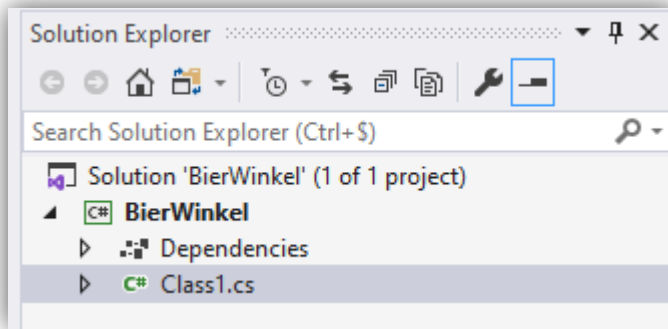 Solution Explorer
Search Solution Explorer (Ctrl+$)
Solution 'BierWinkel' (1 of 1 project)
C# BierWinkel
Dependencies
C# Class1.cs